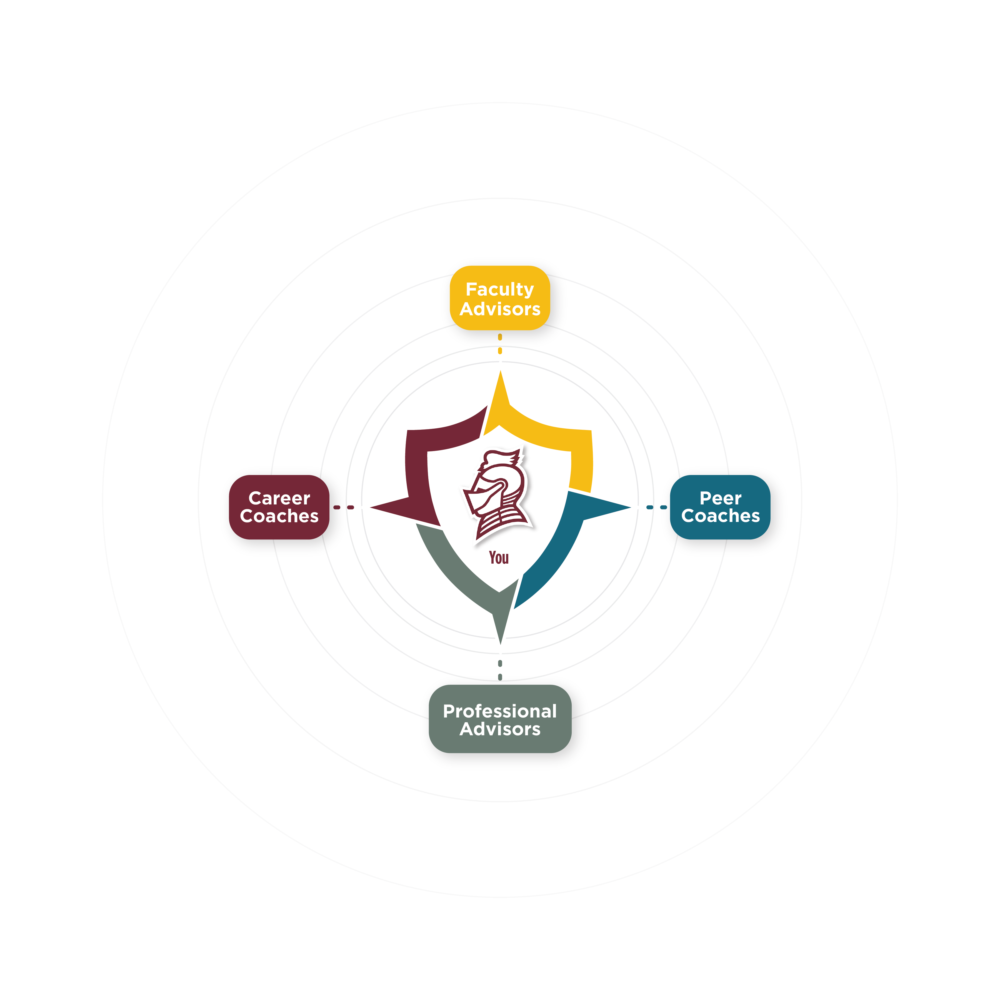 Faculty
Advisors
Career
Coaches
Peer
Coaches
You
Professional
Advisors